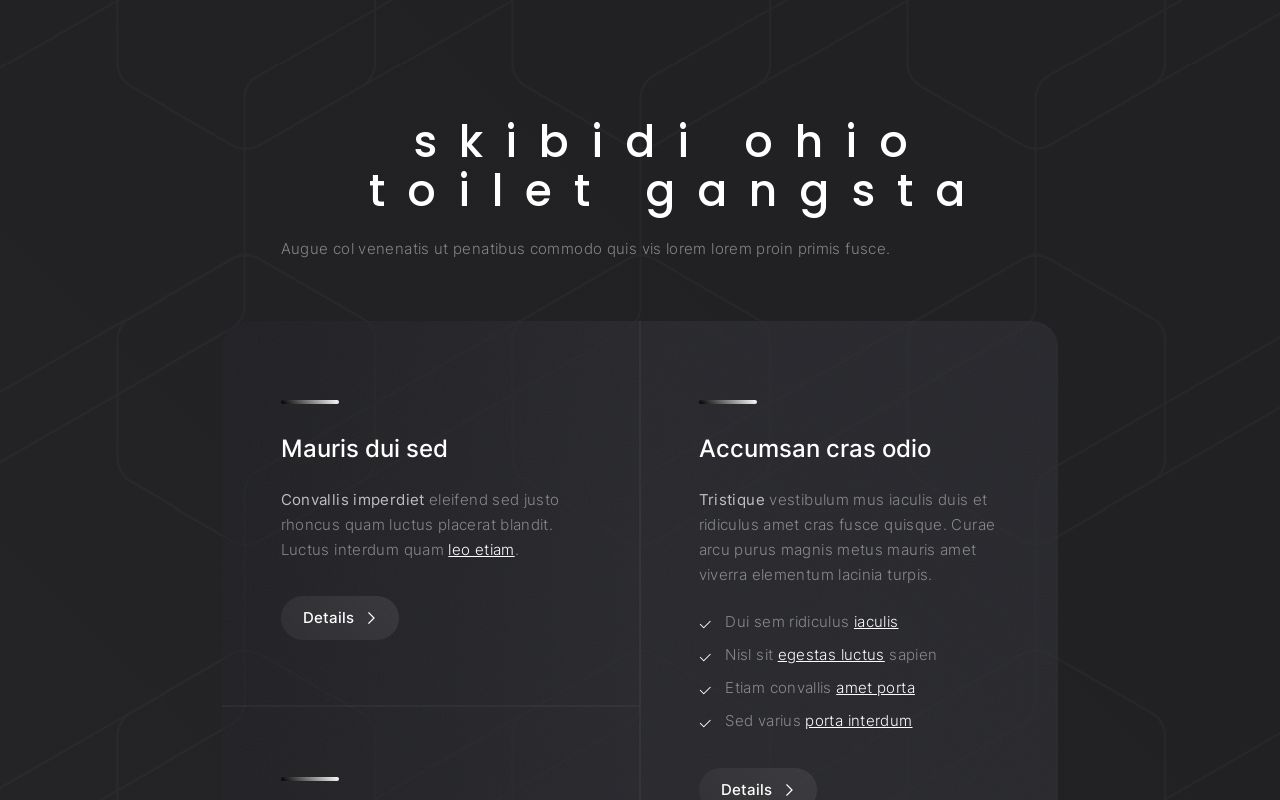 skibidi ohio
toilet gangsta
Augue col venenatis ut penatibus commodo quis vis lorem lorem proin primis fusce.
Mauris dui sed
Convallis imperdiet eleifend sed justo
rhoncus quam luctus placerat blandit.
Luctus interdum quam leo etiam.
Details
Accumsan cras odio
Tristique vestibulum mus iaculis duis et
ridiculus amet cras fusce quisque. Curae
arcu purus magnis metus mauris amet
viverra elementum lacinia turpis.
Dui sem ridiculus iaculis
Nisl sit egestas luctus sapien
Etiam convallis amet porta
Sed varius porta interdum
Details